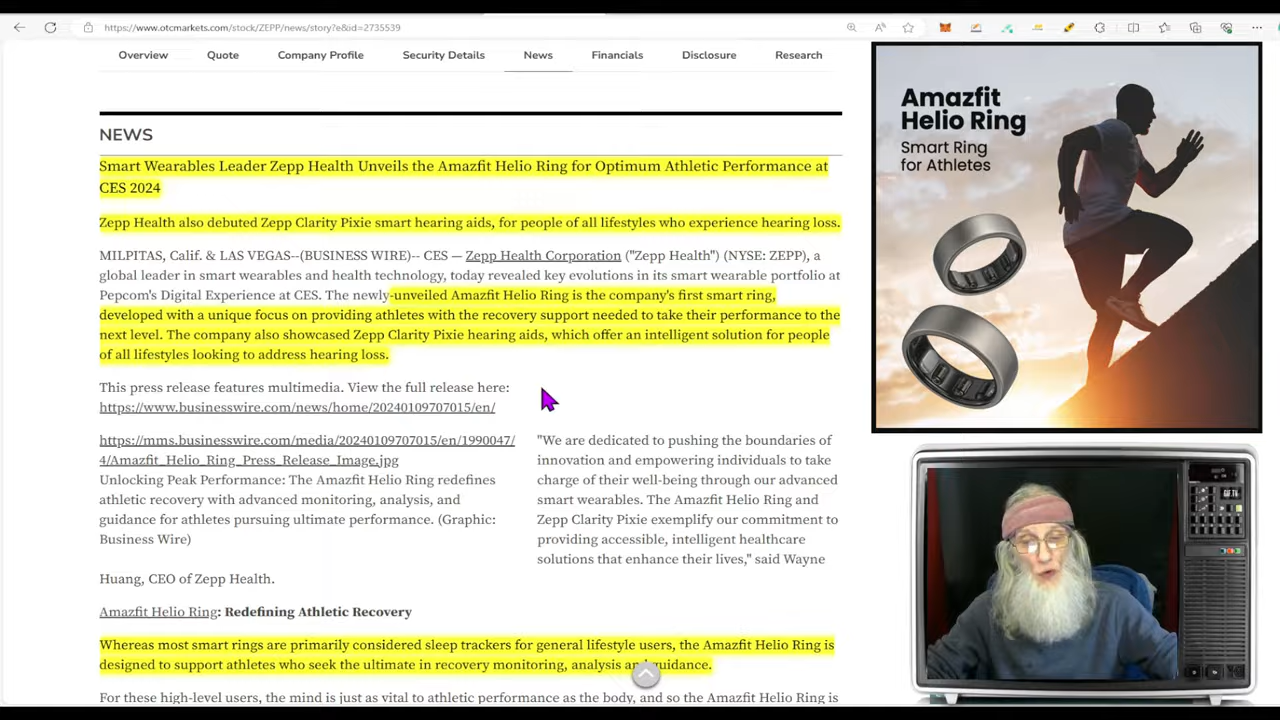 https://www.otcmarkets.com/stock/ZEPP/news/story?e&id=2735539
Overview Quote Company Profile Security Details News Financials Disclosure Research
NEWS
Smart Wearables Leader Zepp Health Unveils the Amazfit Helio Ring for Optimum Athletic Performance at
CES 2024
Zepp Health also debuted Zepp Clarity Pixie smart hearing aids, for people of all lifestyles who experience hearing loss.
MILPITAS, Calif. & LAS VEGAS--(BUSINESS WIRE)-- CES — Zepp Health Corporation ("Zepp Health") (NYSE: ZEPP), a
global leader in smart wearables and health technology, today revealed key evolutions in its smart wearable portfolio at
Pepcom's Digital Experience at CES. The newly-unveiled Amazfit Helio Ring is the company's first smart ring,
developed with a unique focus on providing athletes with the recovery support needed to take their performance to the
next level. The company also showcased Zepp Clarity Pixie hearing aids, which offer an intelligent solution for people
of all lifestyles looking to address hearing loss.
This press release features multimedia. View the full release here:
https://www.businesswire.com/news/home/20240109707015/en/
https://mms.businesswire.com/media/20240109707015/en/1990047/
4/Amazfit_Helio_Ring_Press_Release_Image.jpg
Unlocking Peak Performance: The Amazfit Helio Ring redefines
athletic recovery with advanced monitoring, analysis, and
guidance for athletes pursuing ultimate performance. (Graphic:
Business Wire)
"We are dedicated to pushing the boundaries of
innovation and empowering individuals to take
charge of their well-being through our advanced
smart wearables. The Amazfit Helio Ring and
Zepp Clarity Pixie exemplify our commitment to
providing accessible, intelligent healthcare
solutions that enhance their lives," said Wayne
Huang, CEO of Zepp Health.
Amazfit Helio Ring: Redefining Athletic Recovery
Whereas most smart rings are primarily considered sleep trackers for general lifestyle users, the Amazfit Helio Ring is
designed to support athletes who seek the ultimate in recovery monitoring, analysis and guidance.
For these high-level users, the mind is just as vital to athletic performance as the body, and so the Amazfit Helio Ring is
Amazfit
Helio Ring
Smart Ring
for Athletes
GIF.TV